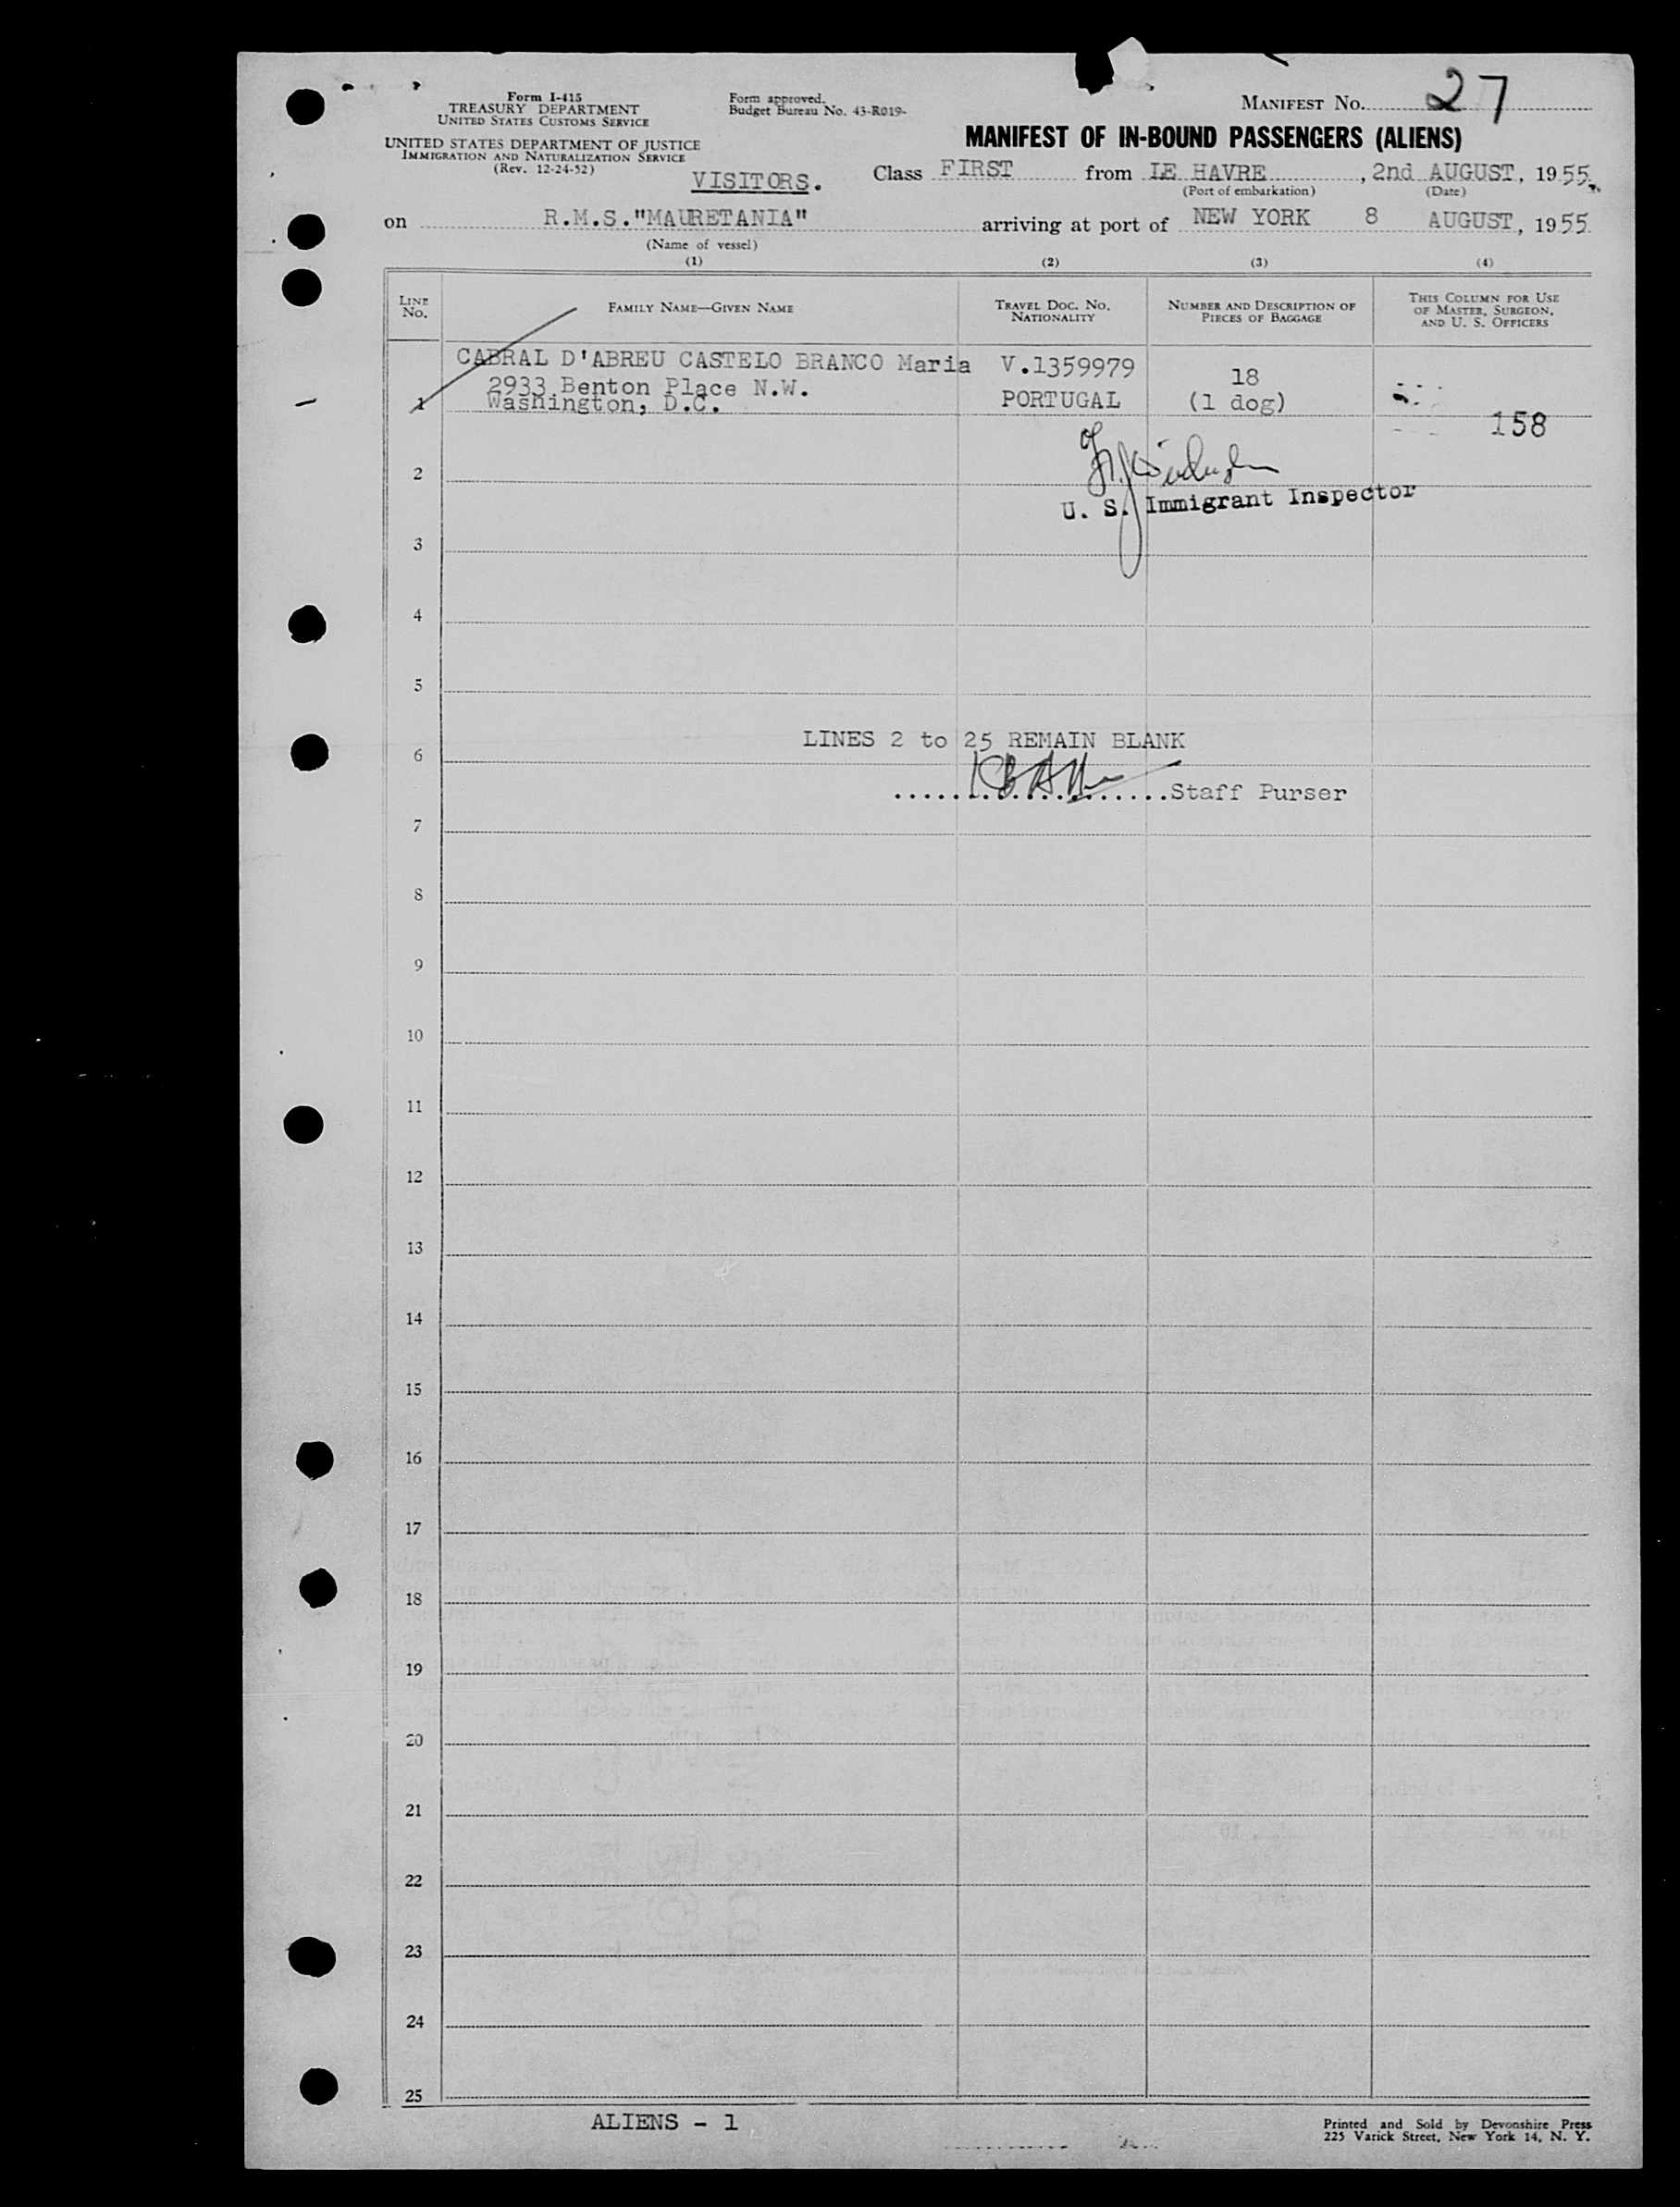 Form I-415
TREASURY DEPARTMENT
UNITED STATES CUSTOMS SERVICE
UNITED STATES DEPARTMENT OF JUSTICE
IMMIGRATION AND NATURALIZATION SERVICE
(Rev. 12-24-52)
Form approved.
Budget Bureau No. 43-R019-
MANIFEST NO. 27
MANIFEST OF IN-BOUND PASSENGERS (ALIENS)
VISITORS.
Class FIRST from LE HAVRE, 2nd AUGUST, 1955.
(Port of embarkation) (Date)
on R.M.S."MAURETANIA" arriving at port of NEW YORK 8 AUGUST, 1955
(Name of vessel)
(1) (2) (3) (4)
LINE No.
FAMILY NAME—GIVEN NAME
TRAVEL DOC. NO. NATIONALITY
NUMBER AND DESCRIPTION OF PIECES OF BAGGAGE
THIS COLUMN FOR USE OF MASTER, SURGEON, AND U. S. OFFICERS
CABRAL D'ABREU CASTELO BRANCO Maria V.1359979 18
2933 Benton Place N.W.
1 Washington, D.C. PORTUGAL (1 dog)
158
2
U. S. Immigrant Inspector
3
4
5
LINES 2 to 25 REMAIN BLANK
6
Staff Purser
7
8
9
10
11
12
13
14
15
16
17
18
19
20
21
22
23
24
25
ALIENS - 1
Printed and Sold by Devonshire Press
225 Varick Street, New York 14, N. Y.